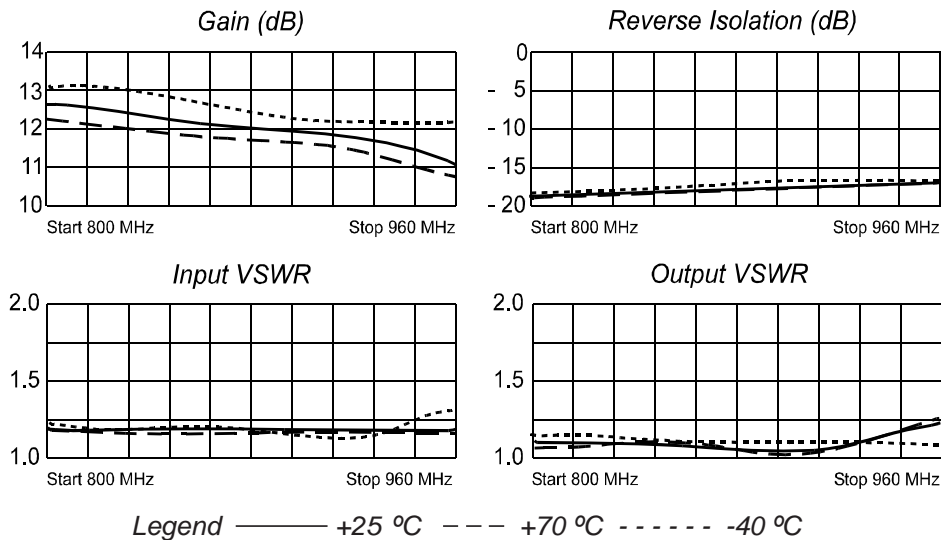 Gain (dB)
14
13
12
11
10
Start 800 MHz Stop 960 MHz
Reverse Isolation (dB)
0
- 5
- 10
- 15
- 20
Start 800 MHz Stop 960 MHz
Input VSWR
2.0
1.5
1.0
Start 800 MHz Stop 960 MHz
Output VSWR
2.0
1.5
1.0
Start 800 MHz Stop 960 MHz
Legend +25 ºC +70 ºC -40 ºC